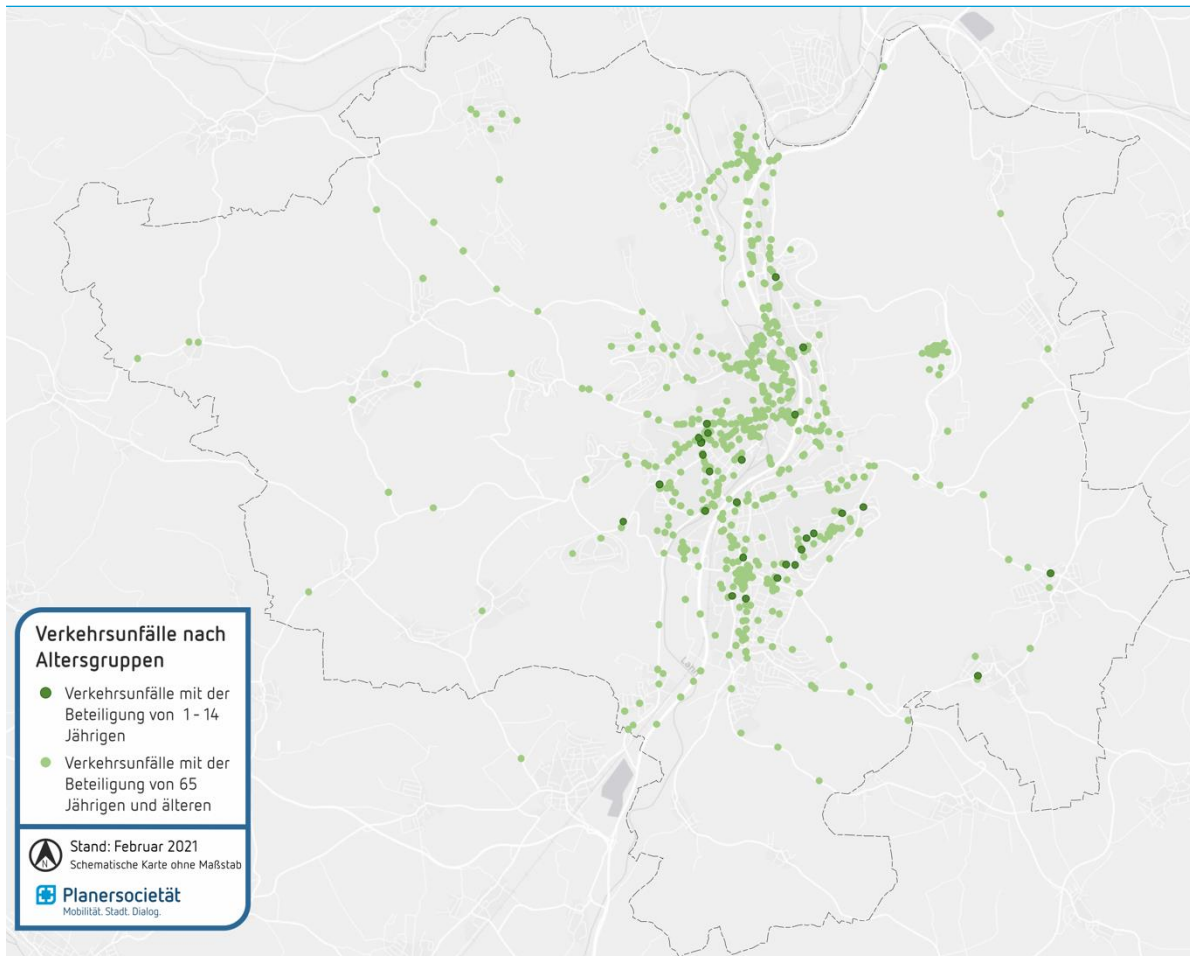 Verkehrsunfälle nach
Altersgruppen
Verkehrsunfälle mit der
Beteiligung von 1 - 14
Jährigen
Verkehrsunfälle mit der
Beteiligung von 65
Jährigen und älteren
N
Stand: Februar 2021
Schematische Karte ohne Maßstab
Planersocietät
Mobilität. Stadt. Dialog.